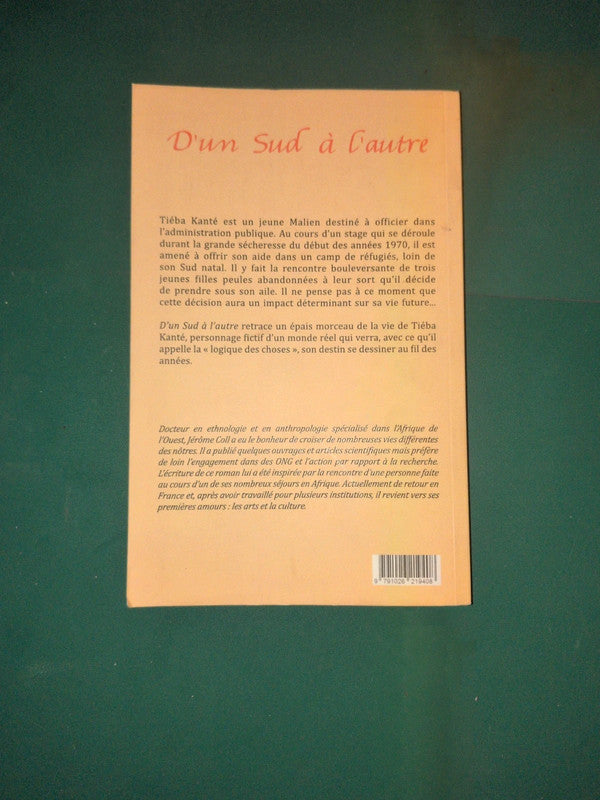 D'un Sud à l'autre
Tiéba Kanté est un jeune Malien destiné à officier dans
l'administration publique. Au cours d'un stage qui se déroule
durant la grande sécheresse du début des années 1970, il est
amené à offrir son aide dans un camp de réfugiés, loin de
son Sud natal. Il y fait la rencontre bouleversante de trois
jeunes filles peules abandonnées à leur sort qu'il décide
de prendre sous son aile. Il ne pense pas à ce moment que
cette décision aura un impact déterminant sur sa vie future...
D'un Sud à l'autre retrace un épais morceau de la vie de Tiéba
Kanté, personnage fictif d'un monde réel qui verra, avec ce qu'il
appelle la « logique des choses », son destin se dessiner au fil des
années.
Docteur en ethnologie et en anthropologie spécialisé dans l'Afrique de
l'Ouest, Jérôme Coll a eu le bonheur de croiser de nombreuses vies différentes
des nôtres. Il a publié quelques ouvrages et articles scientifiques mais préfère
de loin l'engagement dans des ONG et l'action par rapport à la recherche.
L'écriture de ce roman lui a été inspirée par la rencontre d'une personne faite
au cours d'un de ses nombreux séjours en Afrique. Actuellement de retour en
France et, après avoir travaillé pour plusieurs institutions, il revient vers ses
premières amours : les arts et la culture.
9 791026 219408